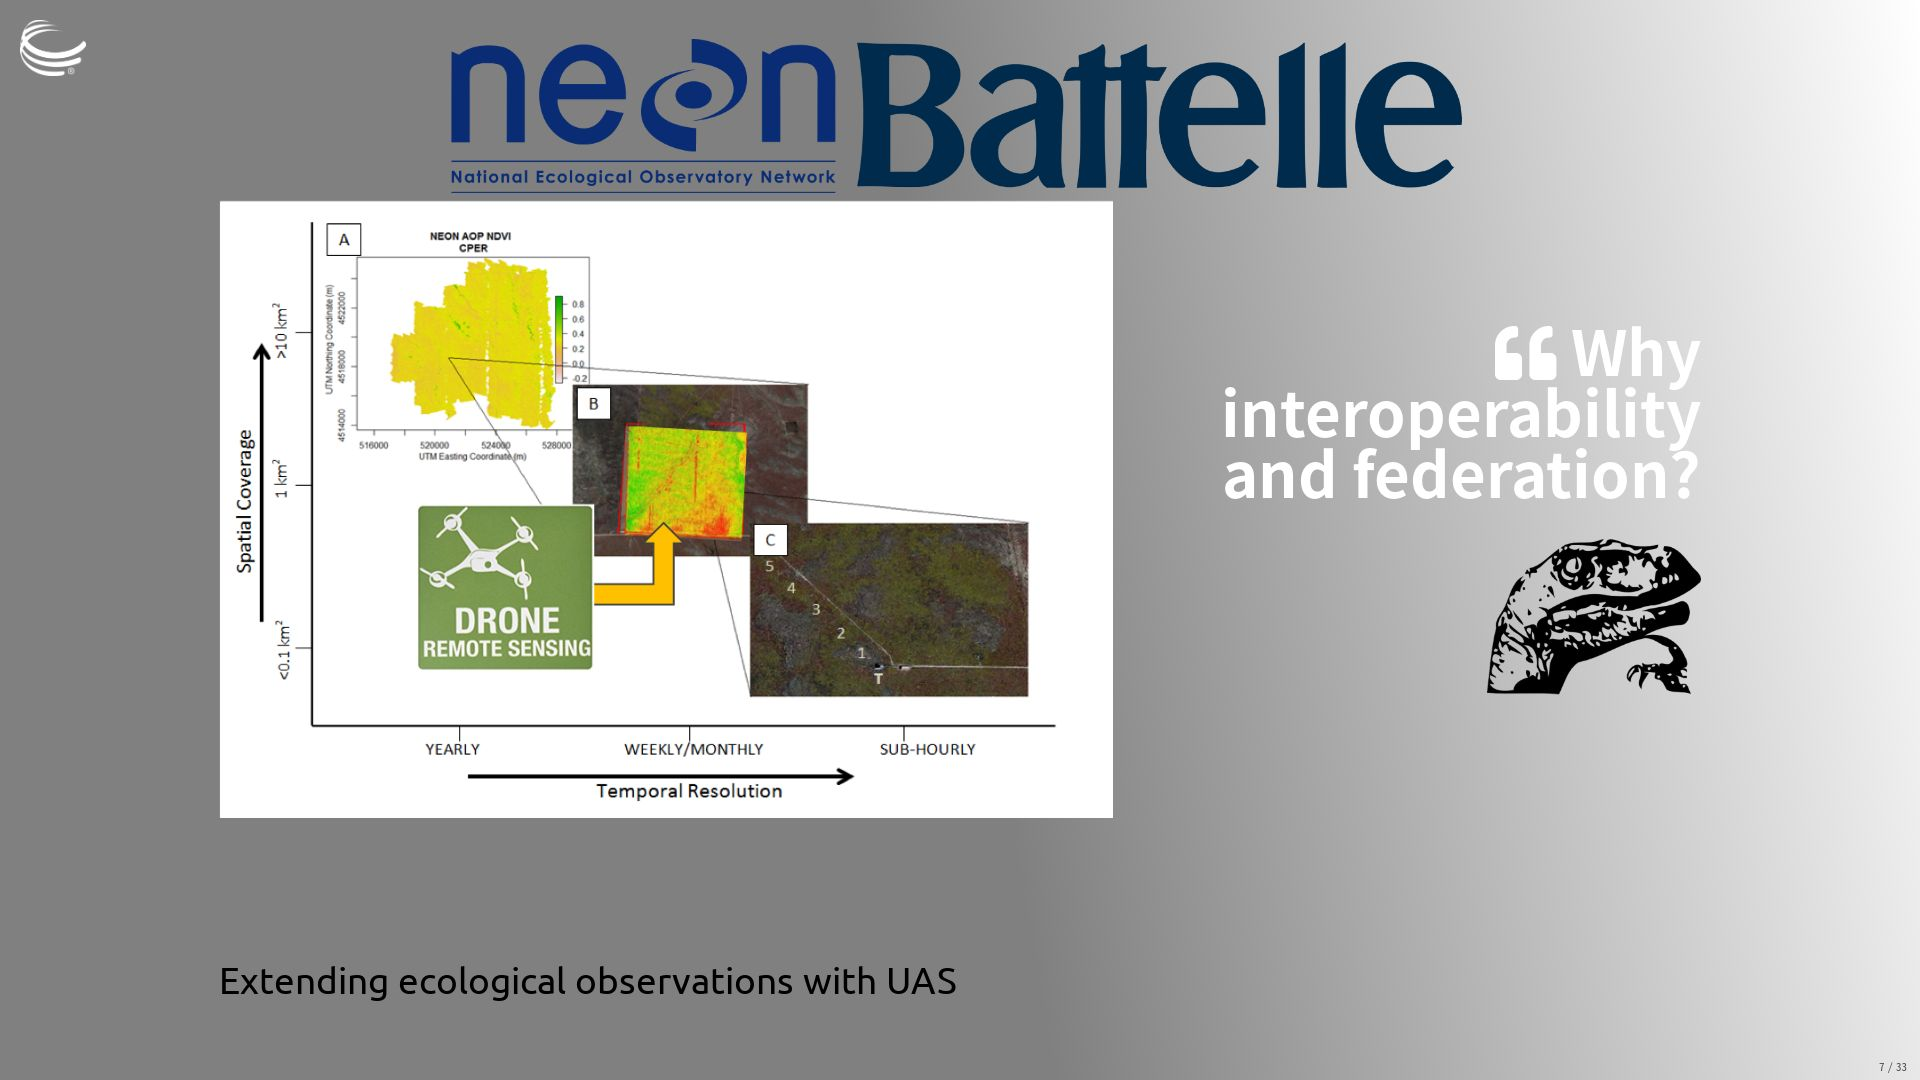 neon
National Ecological Observatory Network
Battelle
A
NEON AOP NDVI
CPER
UTM Northing Coordinate (m)
4522000
4518000
4514000
0.8
0.6
0.4
0.2
0.0
-0.2
516000 520000 524000 528000
UTM Easting Coordinate (m)
B
C
5
4
3
2
1
T
DRONE
REMOTE SENSING
Spatial Coverage
>10 km²
1 km²
<0.1 km²
YEARLY WEEKLY/MONTHLY SUB-HOURLY
Temporal Resolution
“ Why
interoperability
and federation?
Extending ecological observations with UAS
7 / 33